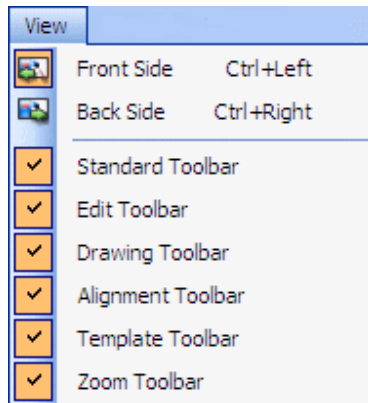 View
Front Side Ctrl+Left
Back Side Ctrl+Right
Standard Toolbar
Edit Toolbar
Drawing Toolbar
Alignment Toolbar
Template Toolbar
Zoom Toolbar